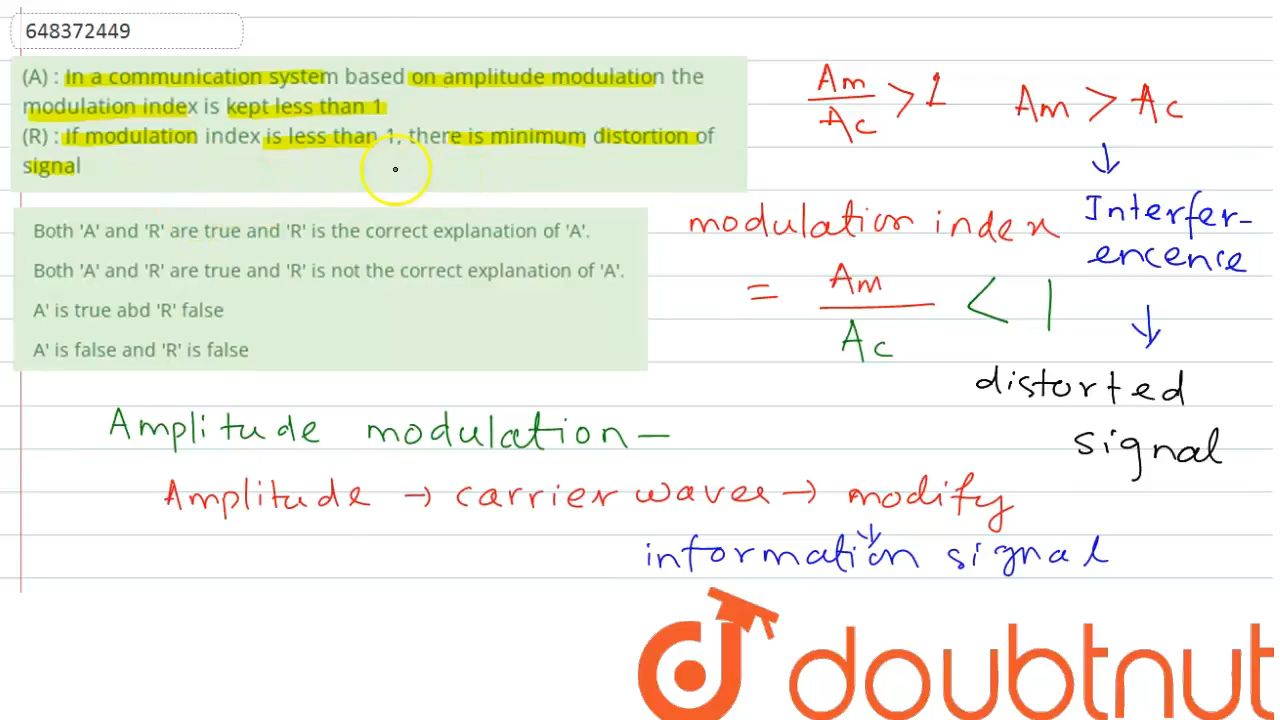 648372449
(A) : In a communication system based on amplitude modulation the
modulation index is kept less than 1
(R) : If modulation index is less than 1, there is minimum distortion of
signal
Both 'A' and 'R' are true and 'R' is the correct explanation of 'A'.
Both 'A' and 'R' are true and 'R' is not the correct explanation of 'A'.
A' is true abd 'R' false
A' is false and 'R' is false
Am/Ac > 1
Am > Ac
↓
Interfer-
encence
↓
distorted
signal
modulation index
= Am/Ac < 1
Amplitude modulation —
Amplitude → carrier waves → modify
↓
information signal
doubtnut